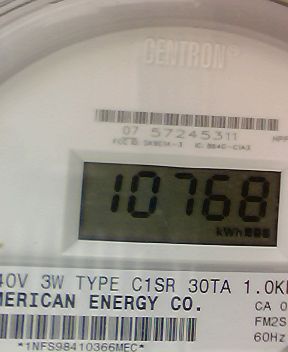 CENTRON®
07 57245311
10768
kWh
40V 3W TYPE C1SR 30TA 1.0K
MERICAN ENERGY CO.
CA 0
FM2S
60Hz
*1NFS98410366MEC*